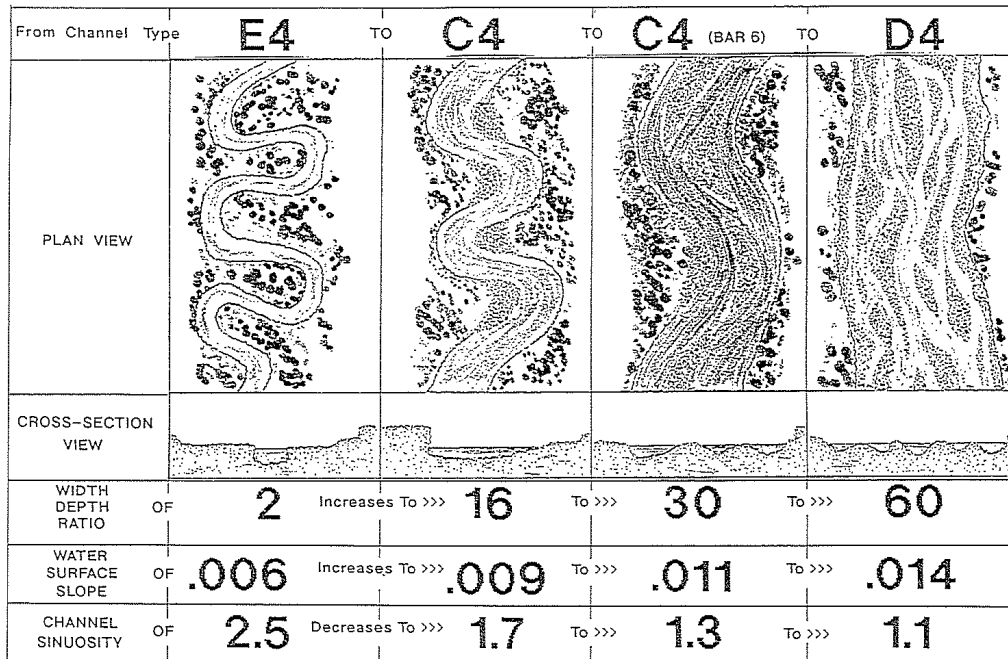 From Channel Type E4 TO C4 TO C4 (BAR 6) TO D4
PLAN VIEW
CROSS-SECTION
VIEW
WIDTH
DEPTH
RATIO
OF 2 Increases To >>> 16 To >>> 30 To >>> 60
WATER
SURFACE
SLOPE
OF .006 Increases To >>> .009 To >>> .011 To >>> .014
CHANNEL
SINUOSITY
OF 2.5 Decreases To >>> 1.7 To >>> 1.3 To >>> 1.1